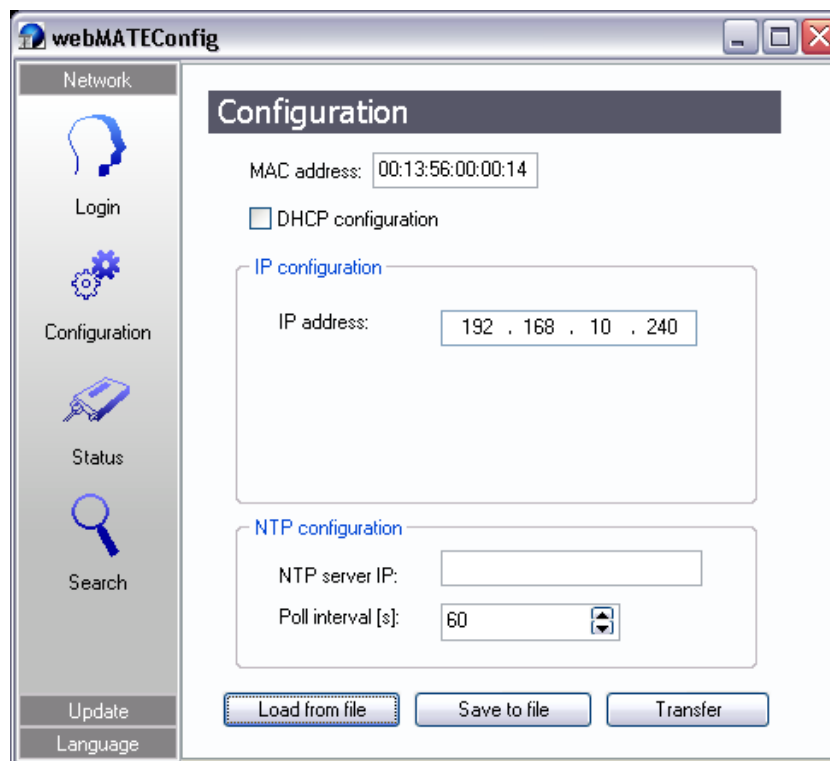 webMATEConfig
Network
Login
Configuration
Status
Search
Update
Language
Configuration
MAC address: 00:13:56:00:00:14
DHCP configuration
IP configuration
IP address: 192 . 168 . 10 . 240
NTP configuration
NTP server IP:
Poll interval [s]: 60
Load from file Save to file Transfer